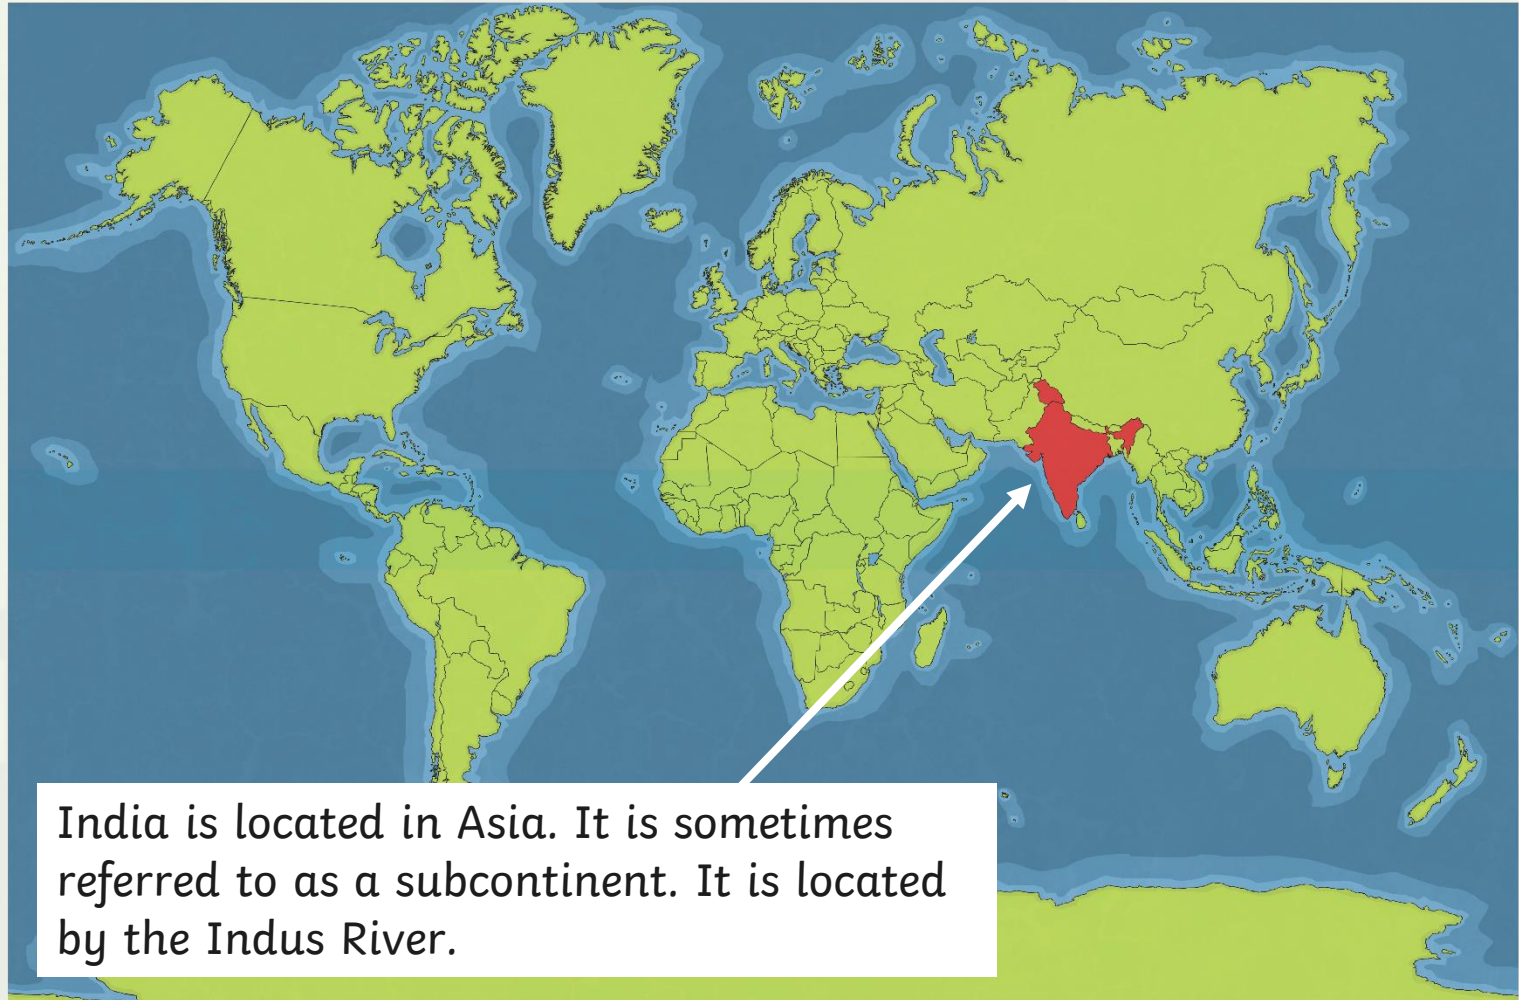 India is located in Asia. It is sometimes
referred to as a subcontinent. It is located
by the Indus River.